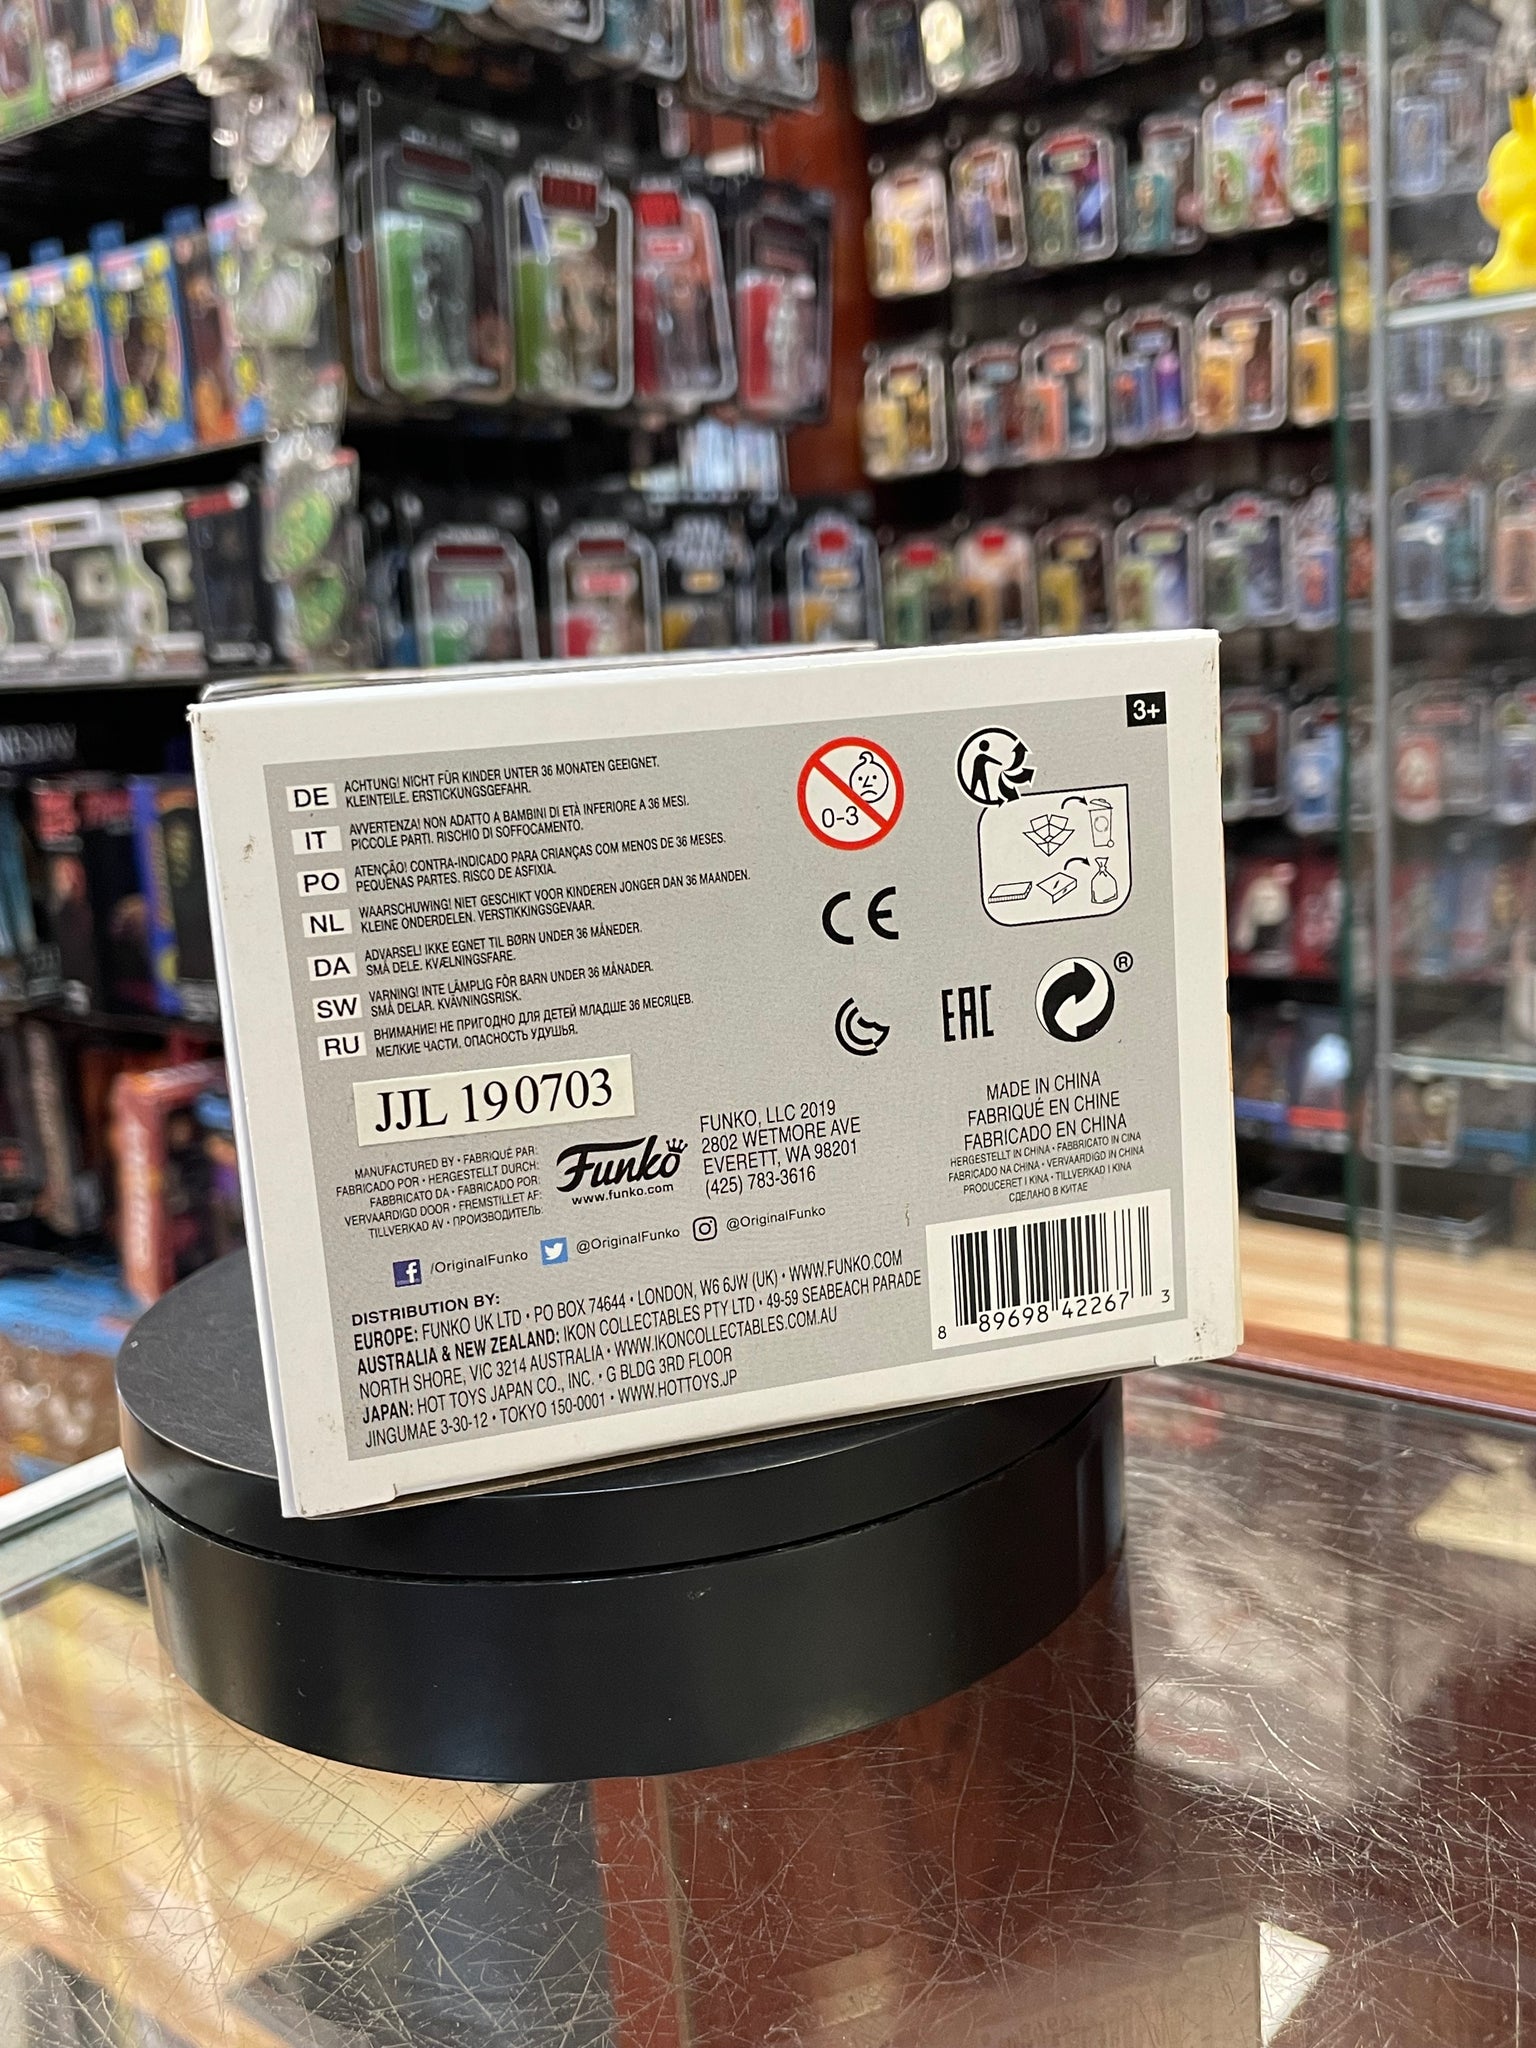 3+
DE
ACHTUNG! NICHT FÜR KINDER UNTER 36 MONATEN GEEIGNET.
KLEINTEILE. ERSTICKUNGSGEFAHR.
IT
AVVERTENZA! NON ADATTO A BAMBINI DI ETÀ INFERIORE A 36 MESI.
PICCOLE PARTI. RISCHIO DI SOFFOCAMENTO.
PO
ATENÇÃO! CONTRA-INDICADO PARA CRIANÇAS COM MENOS DE 36 MESES.
PEQUENAS PARTES. RISCO DE ASFIXIA.
NL
WAARSCHUWING! NIET GESCHIKT VOOR KINDEREN JONGER DAN 36 MAANDEN.
KLEINE ONDERDELEN. VERSTIKKINGSGEVAAR.
DA
ADVARSEL! IKKE EGNET TIL BØRN UNDER 36 MÅNEDER.
SMÅ DELE. KVÆLNINGSFARE.
SW
VARNING! INTE LÄMPLIG FÖR BARN UNDER 36 MÅNADER.
SMÅ DELAR. KVÄVNINGSRISK.
RU
ВНИМАНИЕ! НЕ ПРИГОДНО ДЛЯ ДЕТЕЙ МЛАДШЕ 36 МЕСЯЦЕВ.
МЕЛКИЕ ЧАСТИ. ОПАСНОСТЬ УДУШЬЯ.
0-3
CE
EAC
®
JJL 190703
MANUFACTURED BY • FABRIQUÉ PAR:
FABRICADO POR • HERGESTELLT DURCH:
FABBRICATO DA • FABRICADO POR:
VERVAARDIGD DOOR • FREMSTILLET AF:
TILLVERKAD AV • ПРОИЗВОДИТЕЛЬ:
Funko
www.funko.com
FUNKO, LLC 2019
2802 WETMORE AVE
EVERETT, WA 98201
(425) 783-3616
MADE IN CHINA
FABRIQUÉ EN CHINE
FABRICADO EN CHINA
HERGESTELLT IN CHINA • FABBRICATO IN CINA
FABRICADO NA CHINA • VERVAARDIGD IN CHINA
PRODUCERET I KINA • TILLVERKAD I KINA
СДЕЛАНО В КИТАЕ
/OriginalFunko
@OriginalFunko
@OriginalFunko
DISTRIBUTION BY:
EUROPE: FUNKO UK LTD • PO BOX 74644 • LONDON, W6 6JW (UK) • WWW.FUNKO.COM
AUSTRALIA & NEW ZEALAND: IKON COLLECTABLES PTY LTD • 49-59 SEABEACH PARADE
NORTH SHORE, VIC 3214 AUSTRALIA • WWW.IKONCOLLECTABLES.COM.AU
JAPAN: HOT TOYS JAPAN CO., INC. • G BLDG 3RD FLOOR
JINGUMAE 3-30-12 • TOKYO 150-0001 • WWW.HOTTOYS.JP
8 89698 42267 3